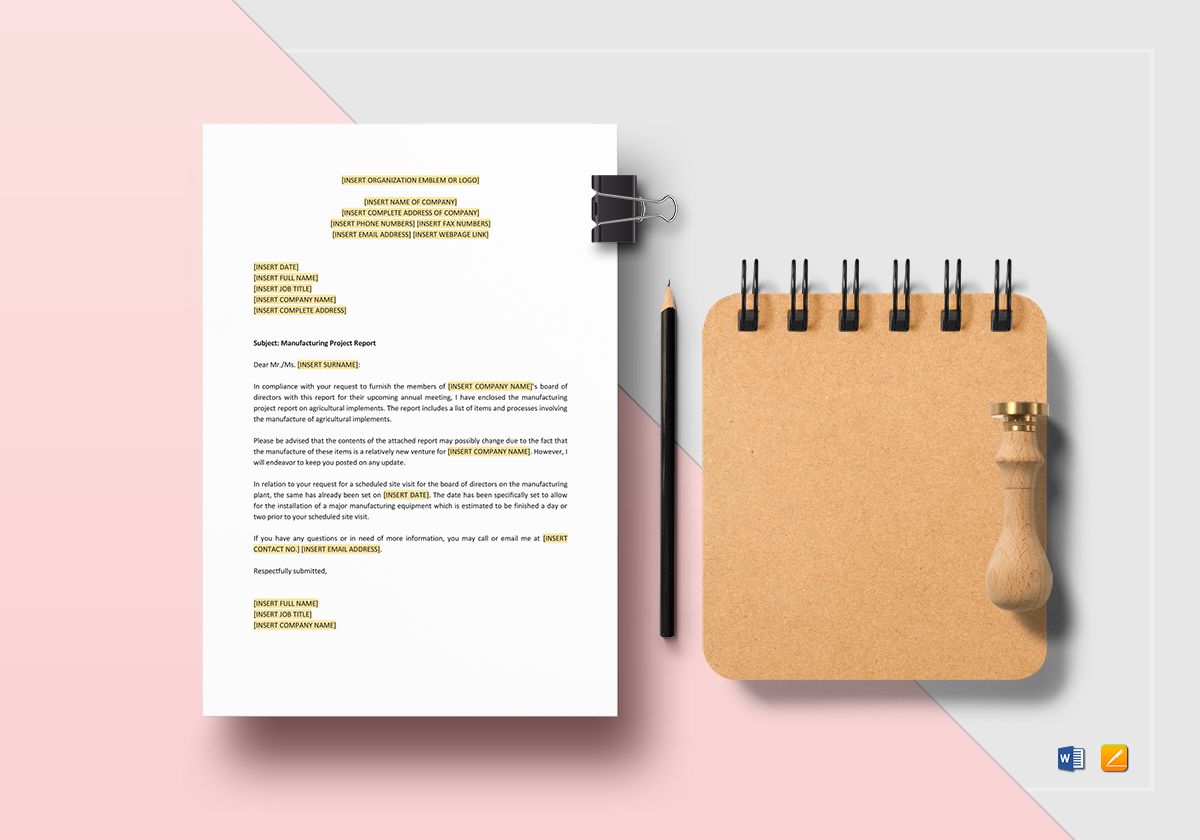 [INSERT ORGANIZATION EMBLEM OR LOGO]
[INSERT NAME OF COMPANY]
[INSERT COMPLETE ADDRESS OF COMPANY]
[INSERT PHONE NUMBERS] [INSERT FAX NUMBERS]
[INSERT EMAIL ADDRESS] [INSERT WEBPAGE LINK]
[INSERT DATE]
[INSERT FULL NAME]
[INSERT JOB TITLE]
[INSERT COMPANY NAME]
[INSERT COMPLETE ADDRESS]
Subject: Manufacturing Project Report
Dear Mr./Ms. [INSERT SURNAME]:
In compliance with your request to furnish the members of [INSERT COMPANY NAME]'s board of
directors with this report for their upcoming annual meeting, I have enclosed the manufacturing
project report on agricultural implements. The report includes a list of items and processes involving
the manufacture of agricultural implements.
Please be advised that the contents of the attached report may possibly change due to the fact that
the manufacture of these items is a relatively new venture for [INSERT COMPANY NAME]. However, I
will endeavor to keep you posted on any update.
In relation to your request for a scheduled site visit for the board of directors on the manufacturing
plant, the same has already been set on [INSERT DATE]. The date has been specifically set to allow
for the installation of a major manufacturing equipment which is estimated to be finished a day or
two prior to your scheduled site visit.
If you have any questions or in need of more information, you may call or email me at [INSERT
CONTACT NO.] [INSERT EMAIL ADDRESS].
Respectfully submitted,
[INSERT FULL NAME]
[INSERT JOB TITLE]
[INSERT COMPANY NAME]
W